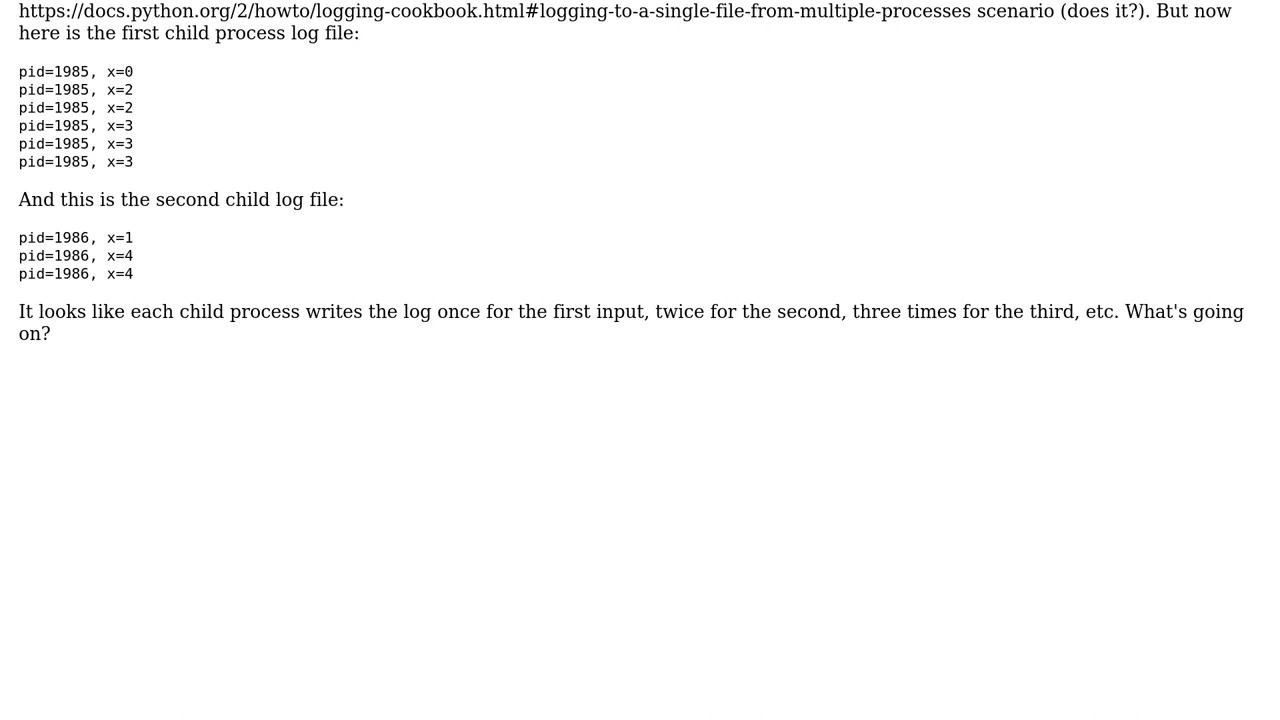 https://docs.python.org/2/howto/logging-cookbook.html#logging-to-a-single-file-from-multiple-processes scenario (does it?). But now
here is the first child process log file:
pid=1985, x=0
pid=1985, x=2
pid=1985, x=2
pid=1985, x=3
pid=1985, x=3
pid=1985, x=3
And this is the second child log file:
pid=1986, x=1
pid=1986, x=4
pid=1986, x=4
It looks like each child process writes the log once for the first input, twice for the second, three times for the third, etc. What's going
on?